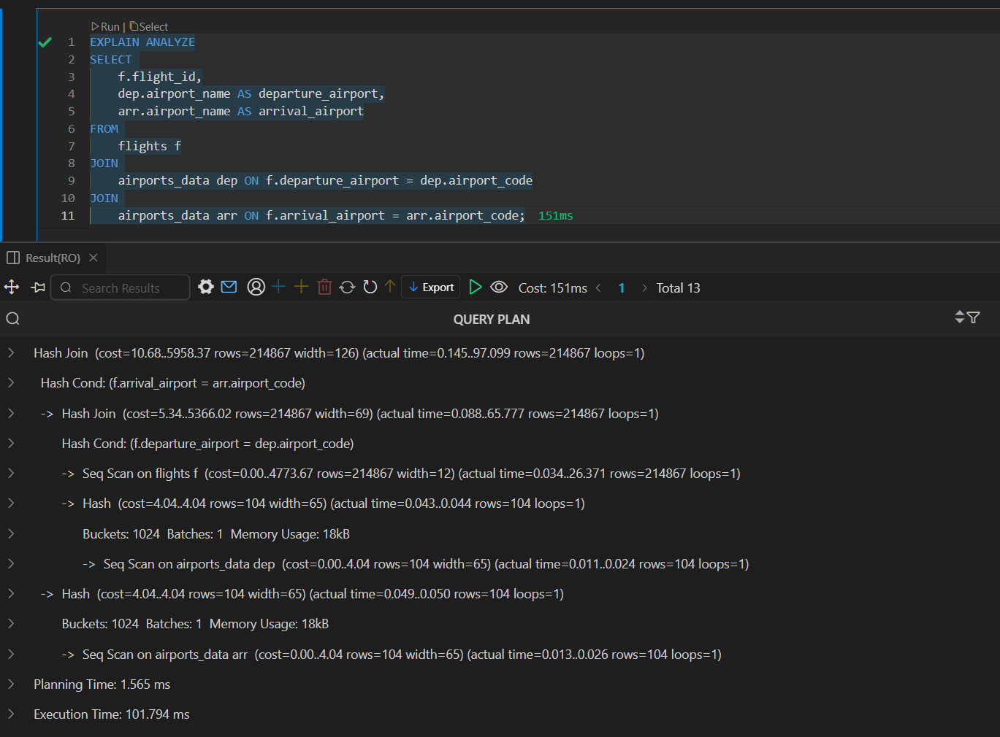 Run | Select
1 EXPLAIN ANALYZE
2 SELECT
3 f.flight_id,
4 dep.airport_name AS departure_airport,
5 arr.airport_name AS arrival_airport
6 FROM
7 flights f
8 JOIN
9 airports_data dep ON f.departure_airport = dep.airport_code
10 JOIN
11 airports_data arr ON f.arrival_airport = arr.airport_code; 151ms
Result(RO)
Search Results Export Cost: 151ms < 1 > Total 13
QUERY PLAN
Hash Join (cost=10.68..5958.37 rows=214867 width=126) (actual time=0.145..97.099 rows=214867 loops=1)
Hash Cond: (f.arrival_airport = arr.airport_code)
-> Hash Join (cost=5.34..5366.02 rows=214867 width=69) (actual time=0.088..65.777 rows=214867 loops=1)
Hash Cond: (f.departure_airport = dep.airport_code)
-> Seq Scan on flights f (cost=0.00..4773.67 rows=214867 width=12) (actual time=0.034..26.371 rows=214867 loops=1)
-> Hash (cost=4.04..4.04 rows=104 width=65) (actual time=0.043..0.044 rows=104 loops=1)
Buckets: 1024 Batches: 1 Memory Usage: 18kB
-> Seq Scan on airports_data dep (cost=0.00..4.04 rows=104 width=65) (actual time=0.011..0.024 rows=104 loops=1)
-> Hash (cost=4.04..4.04 rows=104 width=65) (actual time=0.049..0.050 rows=104 loops=1)
Buckets: 1024 Batches: 1 Memory Usage: 18kB
-> Seq Scan on airports_data arr (cost=0.00..4.04 rows=104 width=65) (actual time=0.013..0.026 rows=104 loops=1)
Planning Time: 1.565 ms
Execution Time: 101.794 ms